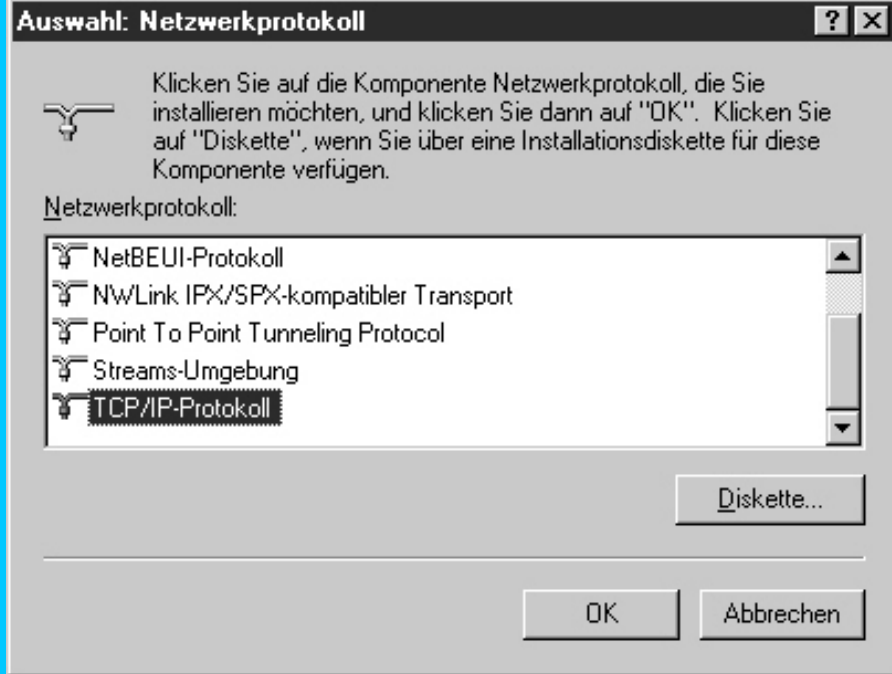 Auswahl: Netzwerkprotokoll
Klicken Sie auf die Komponente Netzwerkprotokoll, die Sie
installieren möchten, und klicken Sie dann auf "OK". Klicken Sie
auf "Diskette", wenn Sie über eine Installationsdiskette für diese
Komponente verfügen.
Netzwerkprotokoll:
NetBEUI-Protokoll
NWLink IPX/SPX-kompatibler Transport
Point To Point Tunneling Protocol
Streams-Umgebung
TCP/IP-Protokoll
Diskette...
OK Abbrechen